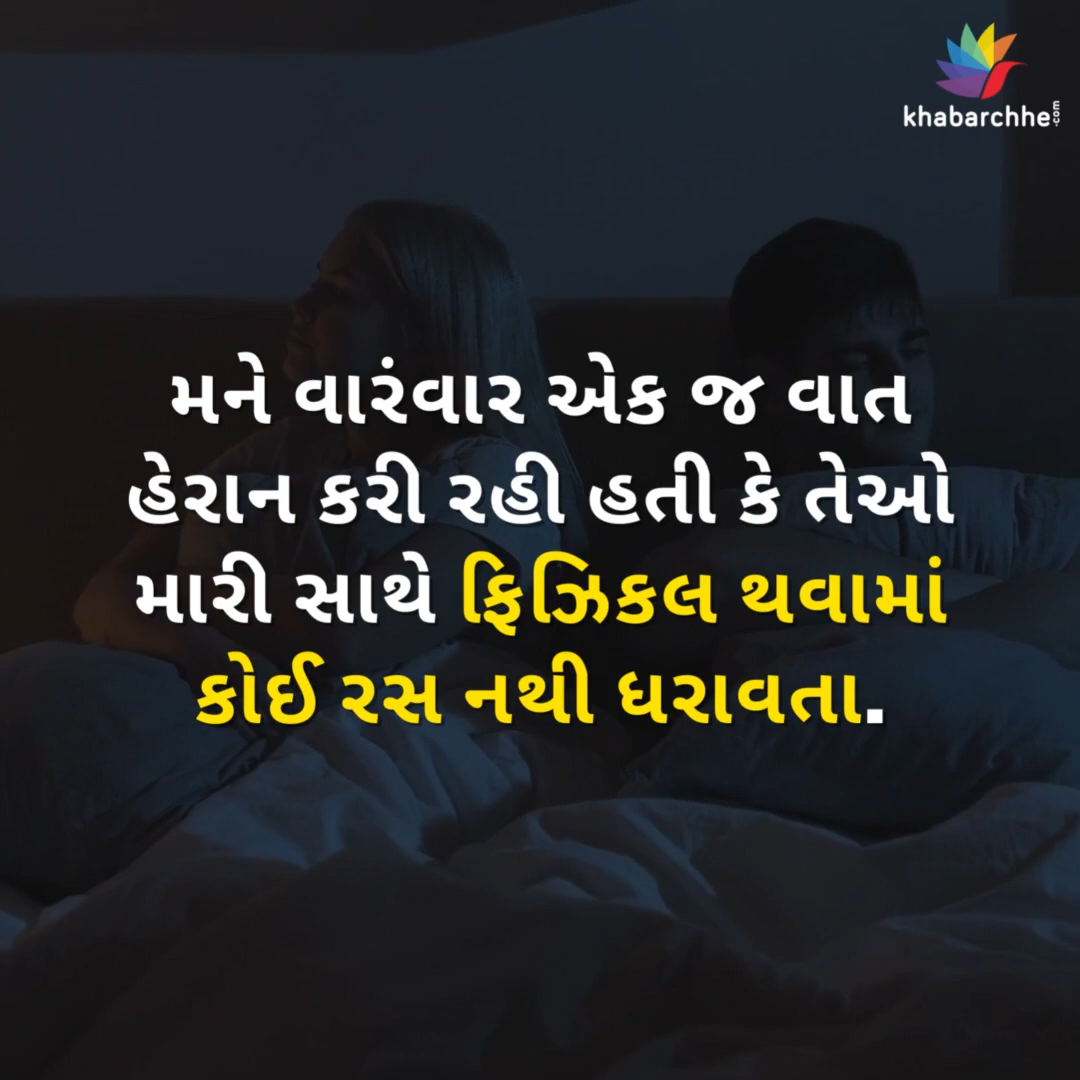 khabarchhe.com
મને વારંવાર એક જ વાત
હેરાન કરી રહી હતી કે તેઓ
મારી સાથે ફિઝિકલ થવામાં
કોઈ રસ નથી ધરાવતા.